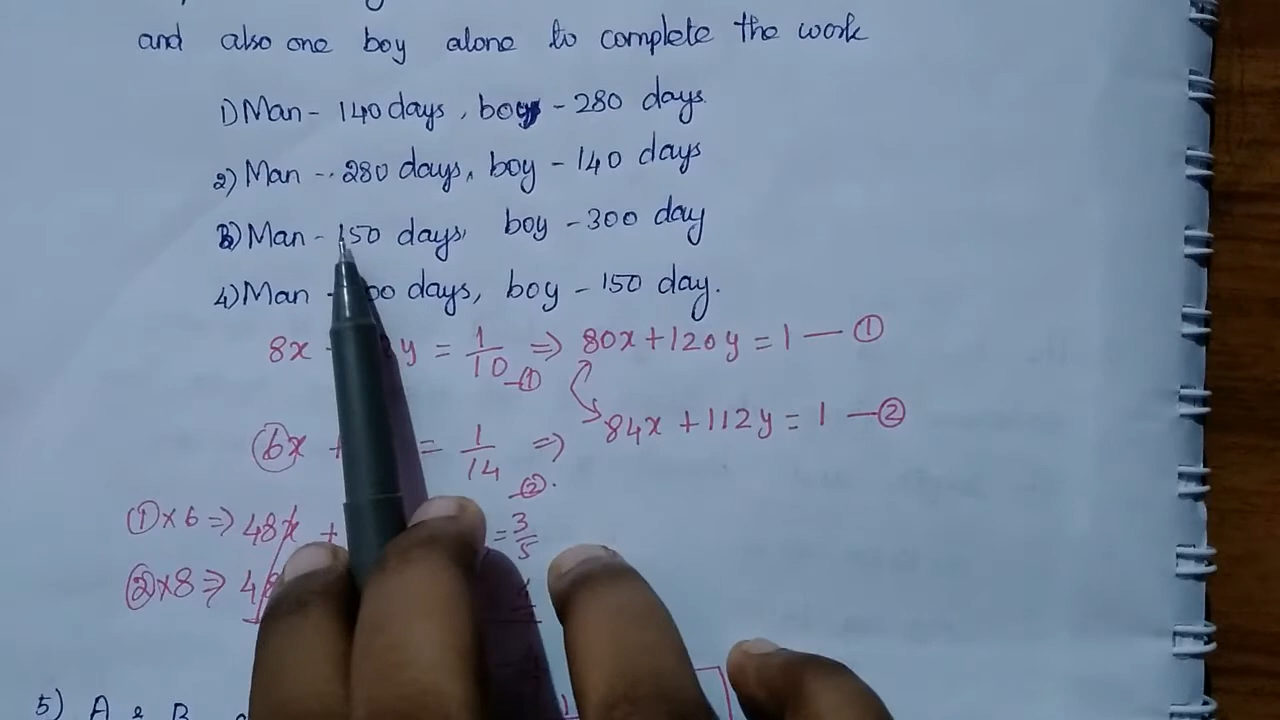 and also one boy alone to complete the work
1) Man - 140 days, boy - 280 days.
2) Man - 280 days, boy - 140 days
3) Man - 150 days, boy - 300 day
4) Man - 00 days, boy - 150 day.
8x y = 1/10 ⇒ 80x + 120y = 1 — ①
—①
6x + = 1/14 ⇒ 84x + 112y = 1 — ②
—②.
① x 6 ⇒ 48x + = 3/5
② x 8 ⇒ 48
5) A & B